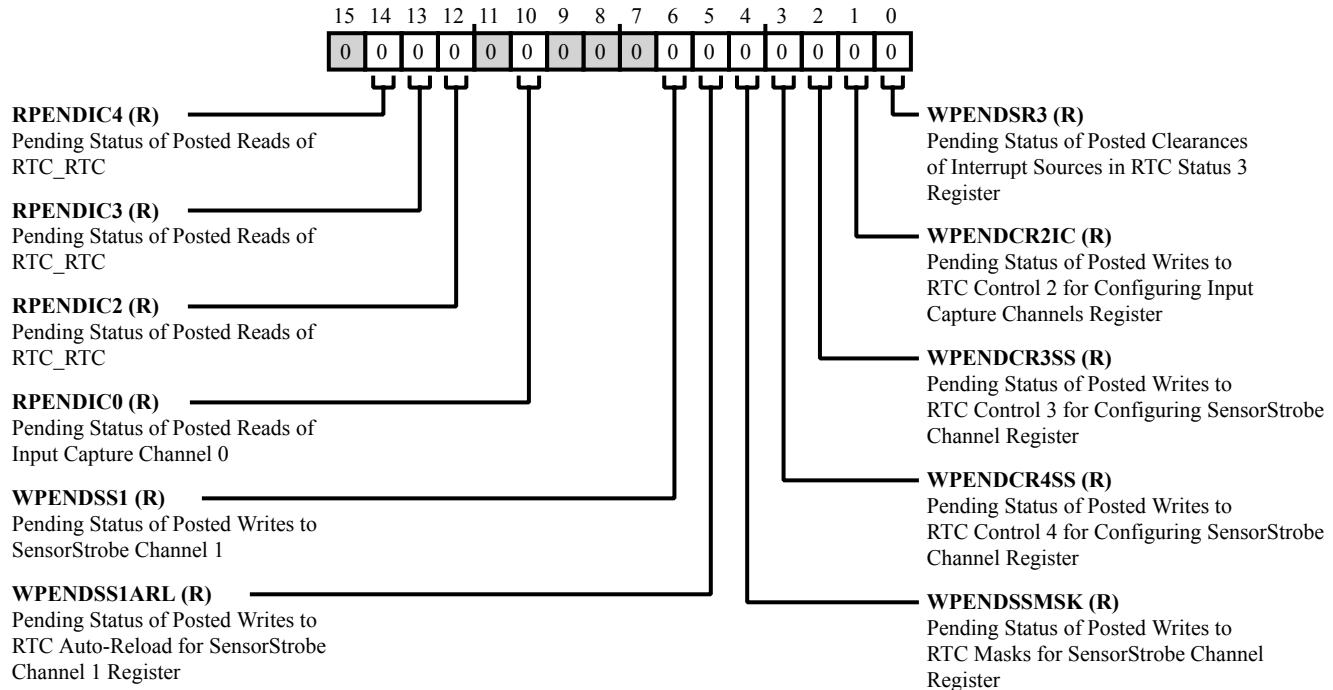 15 14 13 12 11 10 9 8 7 6 5 4 3 2 1 0
0 0 0 0 0 0 0 0 0 0 0 0 0 0 0 0
RPENDIC4 (R)
Pending Status of Posted Reads of
RTC_RTC
RPENDIC3 (R)
Pending Status of Posted Reads of
RTC_RTC
RPENDIC2 (R)
Pending Status of Posted Reads of
RTC_RTC
RPENDIC0 (R)
Pending Status of Posted Reads of
Input Capture Channel 0
WPENDSS1 (R)
Pending Status of Posted Writes to
SensorStrobe Channel 1
WPENDSS1ARL (R)
Pending Status of Posted Writes to
RTC Auto-Reload for SensorStrobe
Channel 1 Register
WPENDSR3 (R)
Pending Status of Posted Clearances
of Interrupt Sources in RTC Status 3
Register
WPENDCR2IC (R)
Pending Status of Posted Writes to
RTC Control 2 for Configuring Input
Capture Channels Register
WPENDCR3SS (R)
Pending Status of Posted Writes to
RTC Control 3 for Configuring SensorStrobe
Channel Register
WPENDCR4SS (R)
Pending Status of Posted Writes to
RTC Control 4 for Configuring SensorStrobe
Channel Register
WPENDSSMSK (R)
Pending Status of Posted Writes to
RTC Masks for SensorStrobe Channel
Register